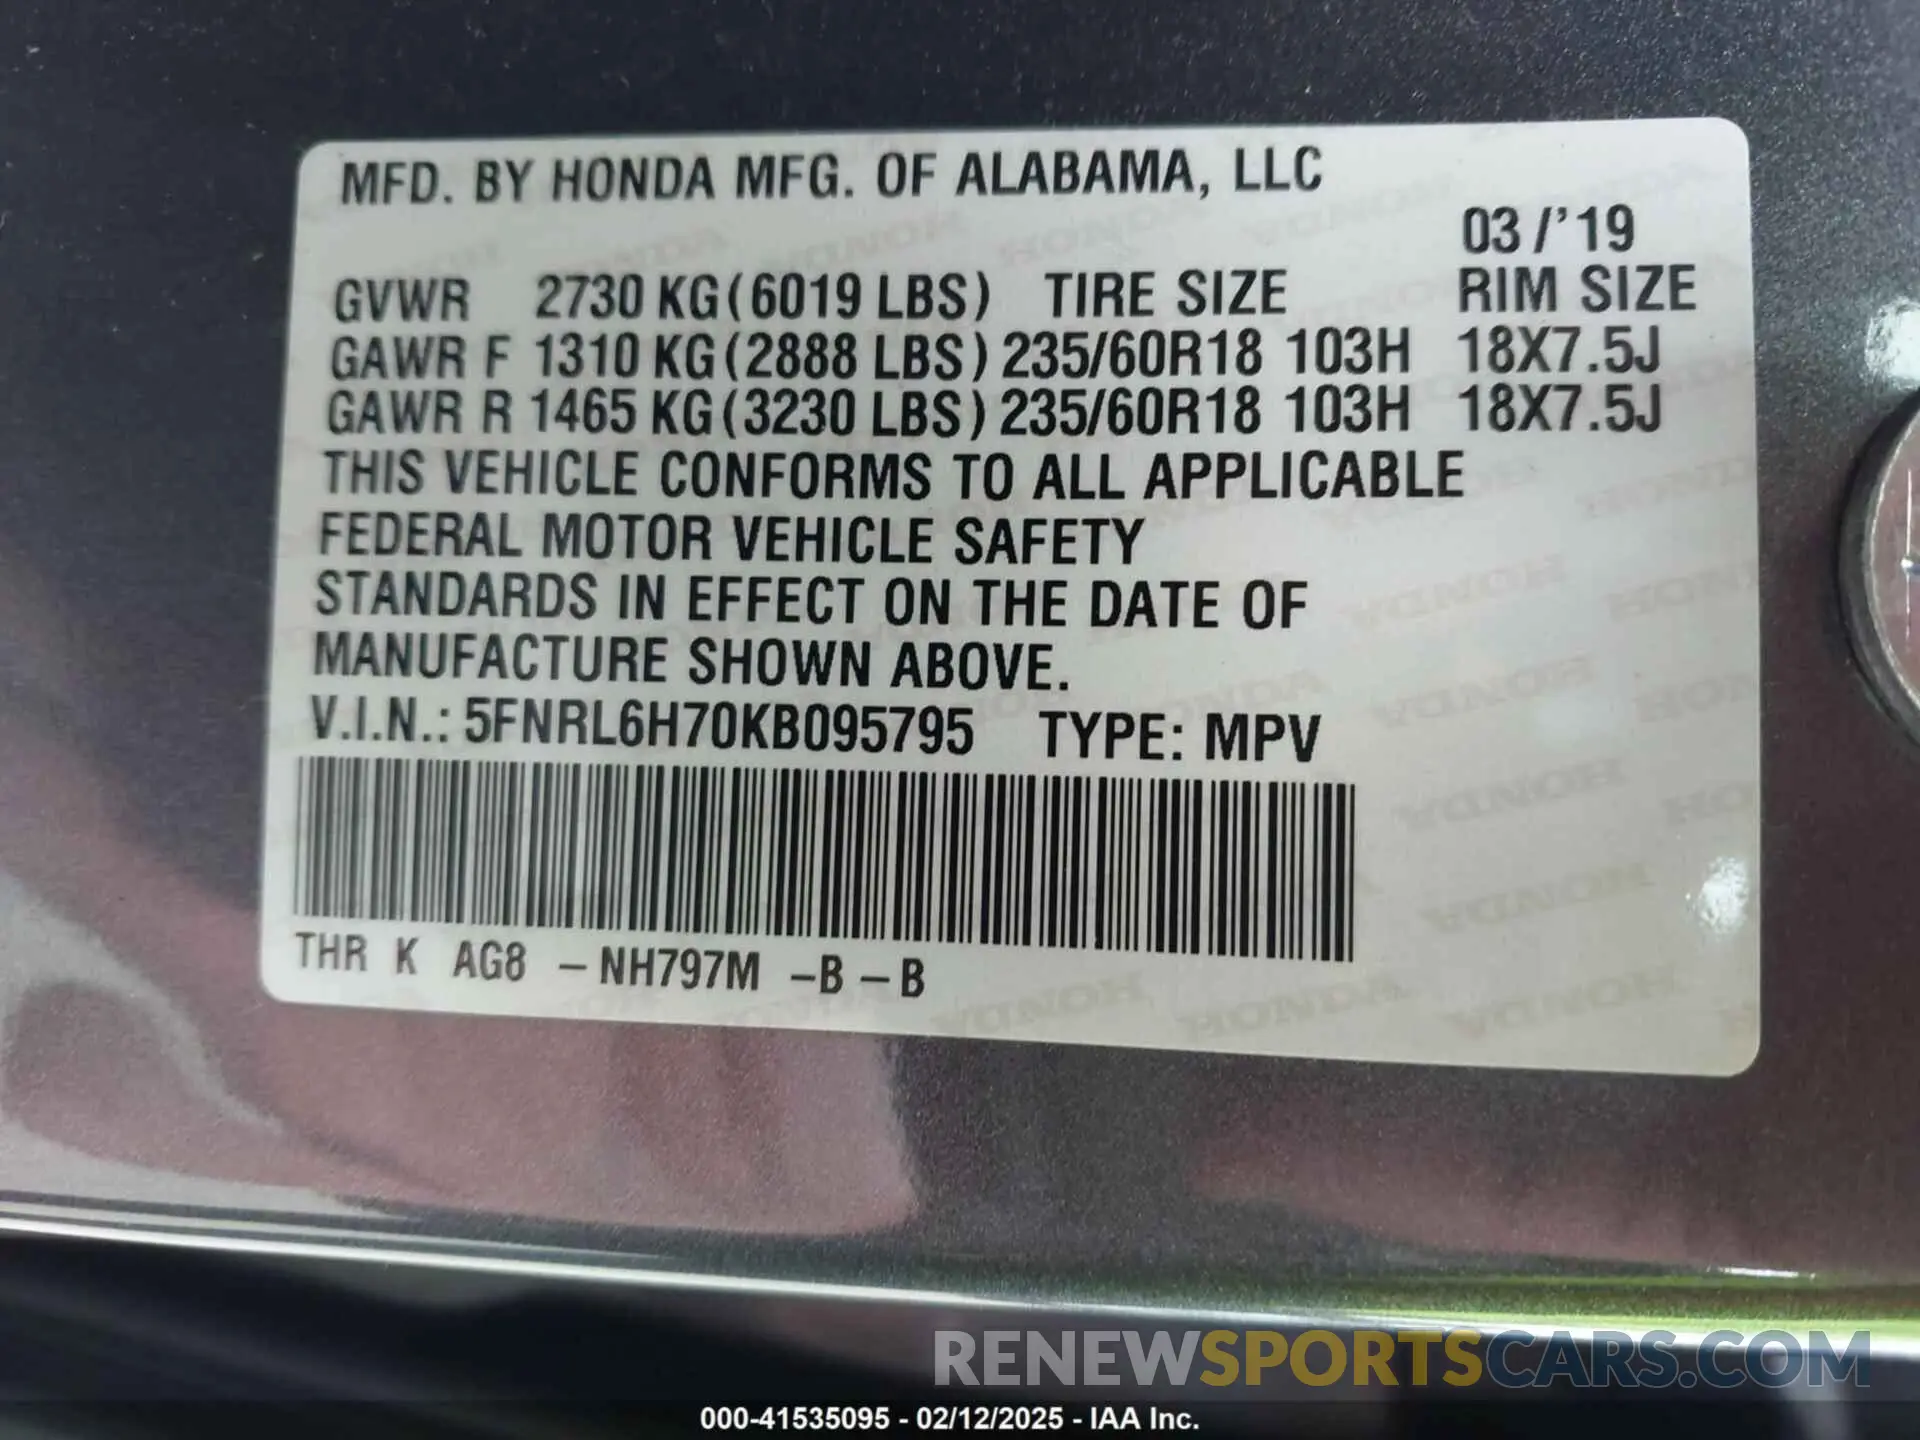 MFD. BY HONDA MFG. OF ALABAMA, LLC
03/'19
GVWR 2730 KG(6019 LBS) TIRE SIZE RIM SIZE
GAWR F 1310 KG(2888 LBS) 235/60R18 103H 18X7.5J
GAWR R 1465 KG(3230 LBS) 235/60R18 103H 18X7.5J
THIS VEHICLE CONFORMS TO ALL APPLICABLE
FEDERAL MOTOR VEHICLE SAFETY
STANDARDS IN EFFECT ON THE DATE OF
MANUFACTURE SHOWN ABOVE.
V.I.N.: 5FNRL6H70KB095795 TYPE: MPV
THR K AG8 -NH797M -B -B
RENEWSPORTSCARS.COM
000-41535095 - 02/12/2025 - IAA Inc.